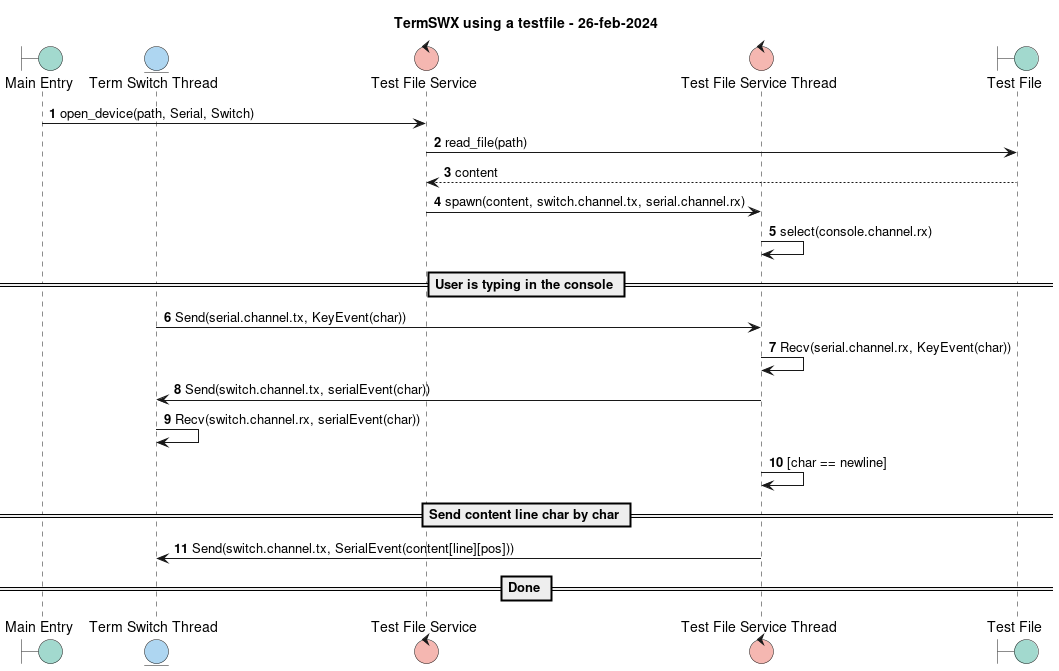 TermSWX using a testfile - 26-feb-2024
Main Entry Term Switch Thread Test File Service Test File Service Thread Test File
1 open_device(path, Serial, Switch)
2 read_file(path)
3 content
4 spawn(content, switch.channel.tx, serial.channel.rx)
5 select(console.channel.rx)
User is typing in the console
6 Send(serial.channel.tx, KeyEvent(char))
7 Recv(serial.channel.rx, KeyEvent(char))
8 Send(switch.channel.tx, serialEvent(char))
9 Recv(switch.channel.rx, serialEvent(char))
10 [char == newline]
Send content line char by char
11 Send(switch.channel.tx, SerialEvent(content[line][pos]))
Done
Main Entry Term Switch Thread Test File Service Test File Service Thread Test File